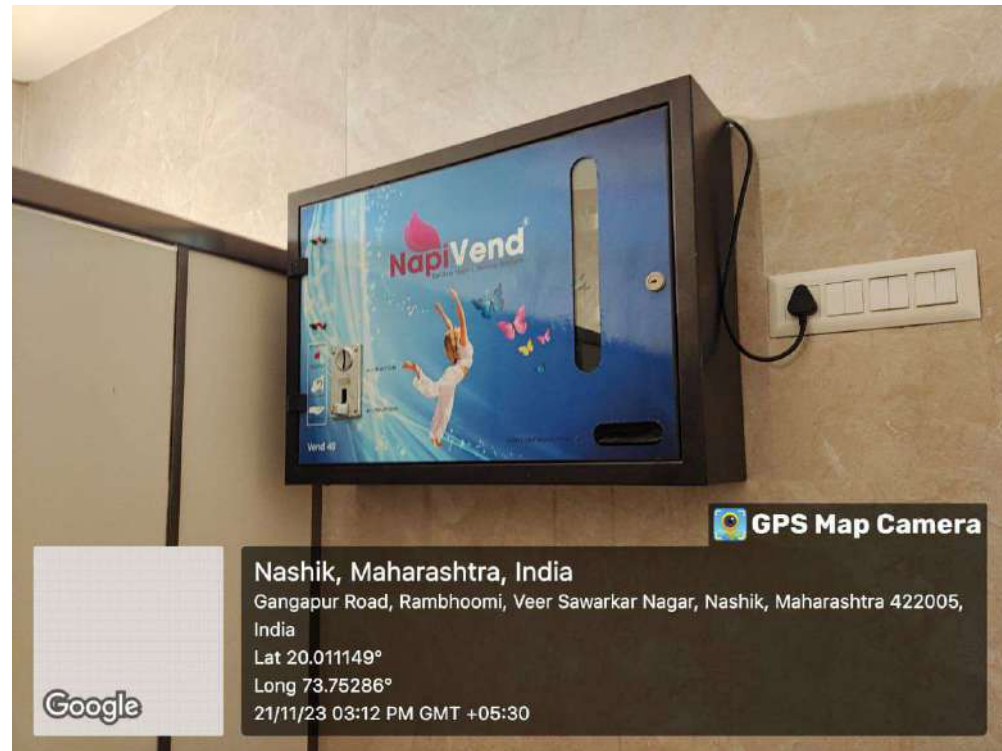 NapiVend
Vend 40
GPS Map Camera
Nashik, Maharashtra, India
Gangapur Road, Rambhoomi, Veer Sawarkar Nagar, Nashik, Maharashtra 422005,
India
Lat 20.011149°
Long 73.75286°
21/11/23 03:12 PM GMT +05:30
Google